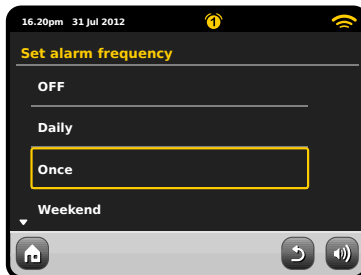 16.20pm 31 Jul 2012 1
Set alarm frequency
OFF
Daily
Once
Weekend